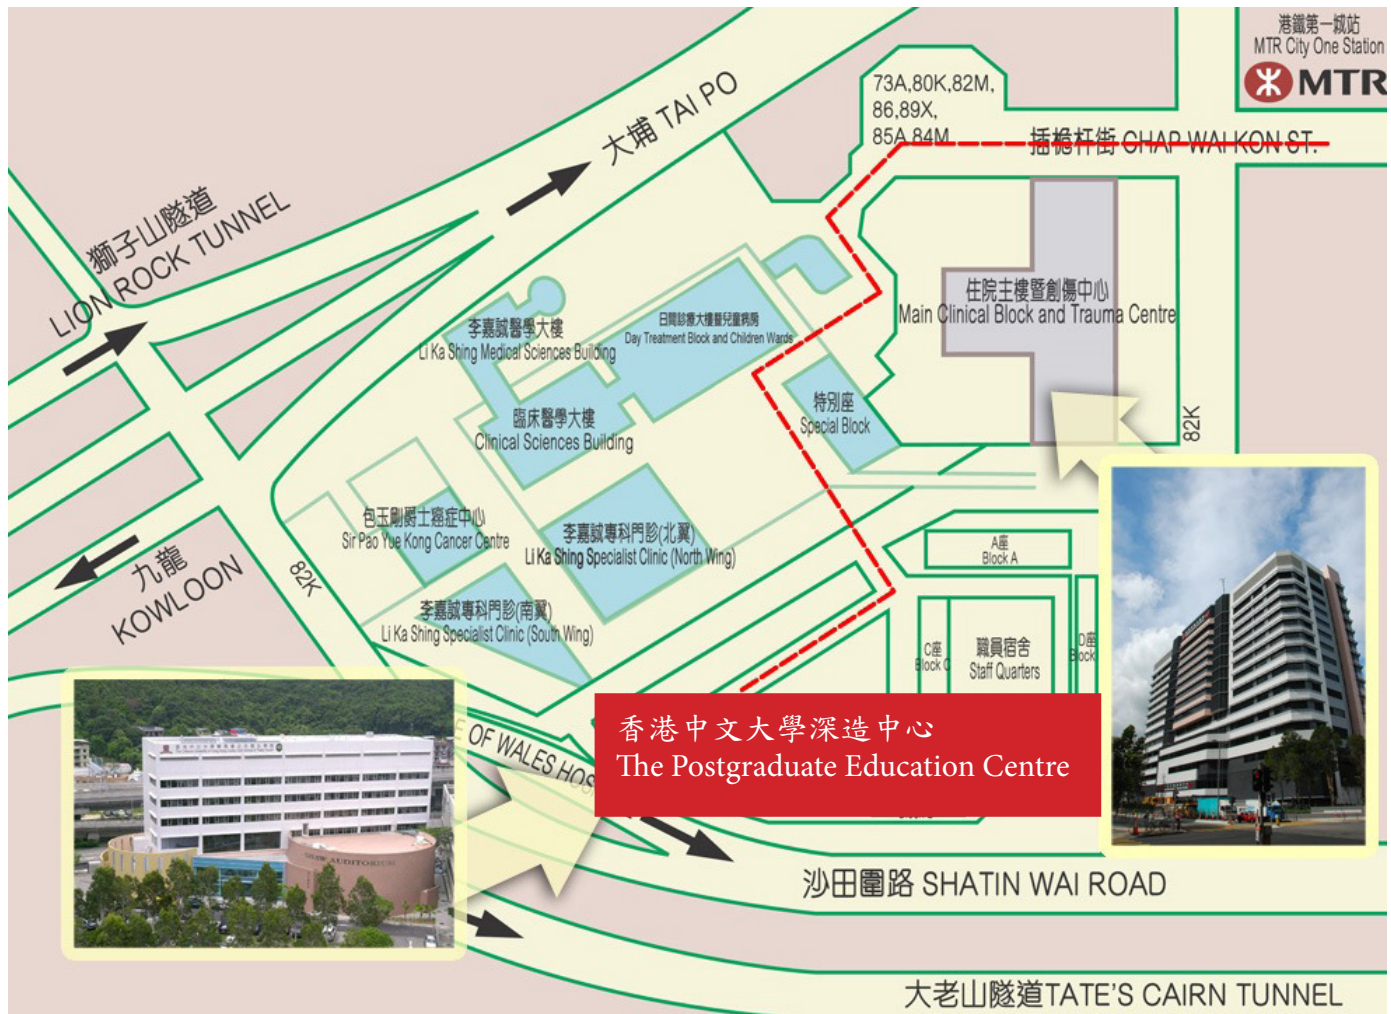 港鐵第一城站
MTR City One Station
MTR
73A,80K,82M,
86,89X,
85A,84M
插桅杆街 CHAP WAI KON ST.
大埔 TAI PO
獅子山隧道
LION ROCK TUNNEL
住院主樓暨創傷中心
Main Clinical Block and Trauma Centre
日間診療大樓暨兒童病房
Day Treatment Block and Children Wards
李嘉誠醫學大樓
Li Ka Shing Medical Sciences Building
特別座
Special Block
臨床醫學大樓
Clinical Sciences Building
82K
包玉剛爵士癌症中心
Sir Pao Yue Kong Cancer Centre
李嘉誠專科門診(北翼)
Li Ka Shing Specialist Clinic (North Wing)
A座
Block A
九龍
KOWLOON
82K
李嘉誠專科門診(南翼)
Li Ka Shing Specialist Clinic (South Wing)
C座
Block C
職員宿舍
Staff Quarters
D座
Block
OF WALES HOS
香港中文大學深造中心
The Postgraduate Education Centre
SHAW AUDITORIUM
沙田圍路 SHATIN WAI ROAD
大老山隧道TATE'S CAIRN TUNNEL